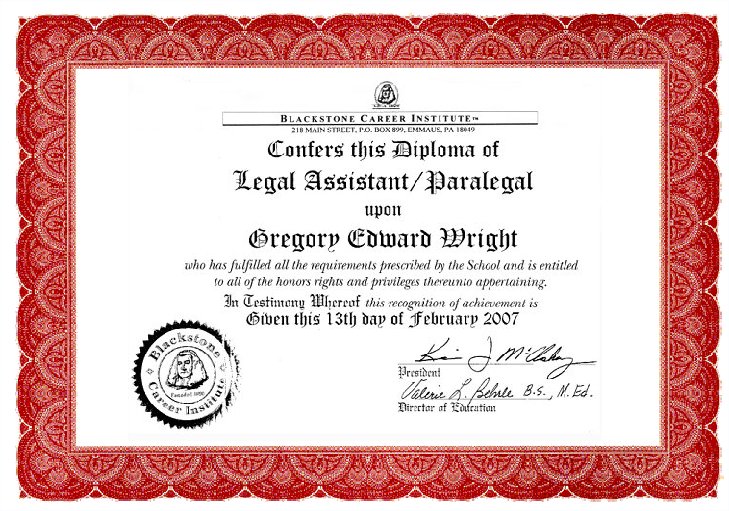 BLACKSTONE CAREER INSTITUTE™
218 MAIN STREET, P.O. BOX 899, EMMAUS, PA 18049
Confers this Diploma of
Legal Assistant/Paralegal
upon
Gregory Edward Wright
who has fulfilled all the requirements prescribed by the School and is entitled
to all of the honors rights and privileges thereunto appertaining.
In Testimony Whereof this recognition of achievement is
Given this 13th day of February 2007
President
Valerie L. Behrle B.S., M.Ed.
Director of Education
Blackstone
Career Institute
Founded 1890